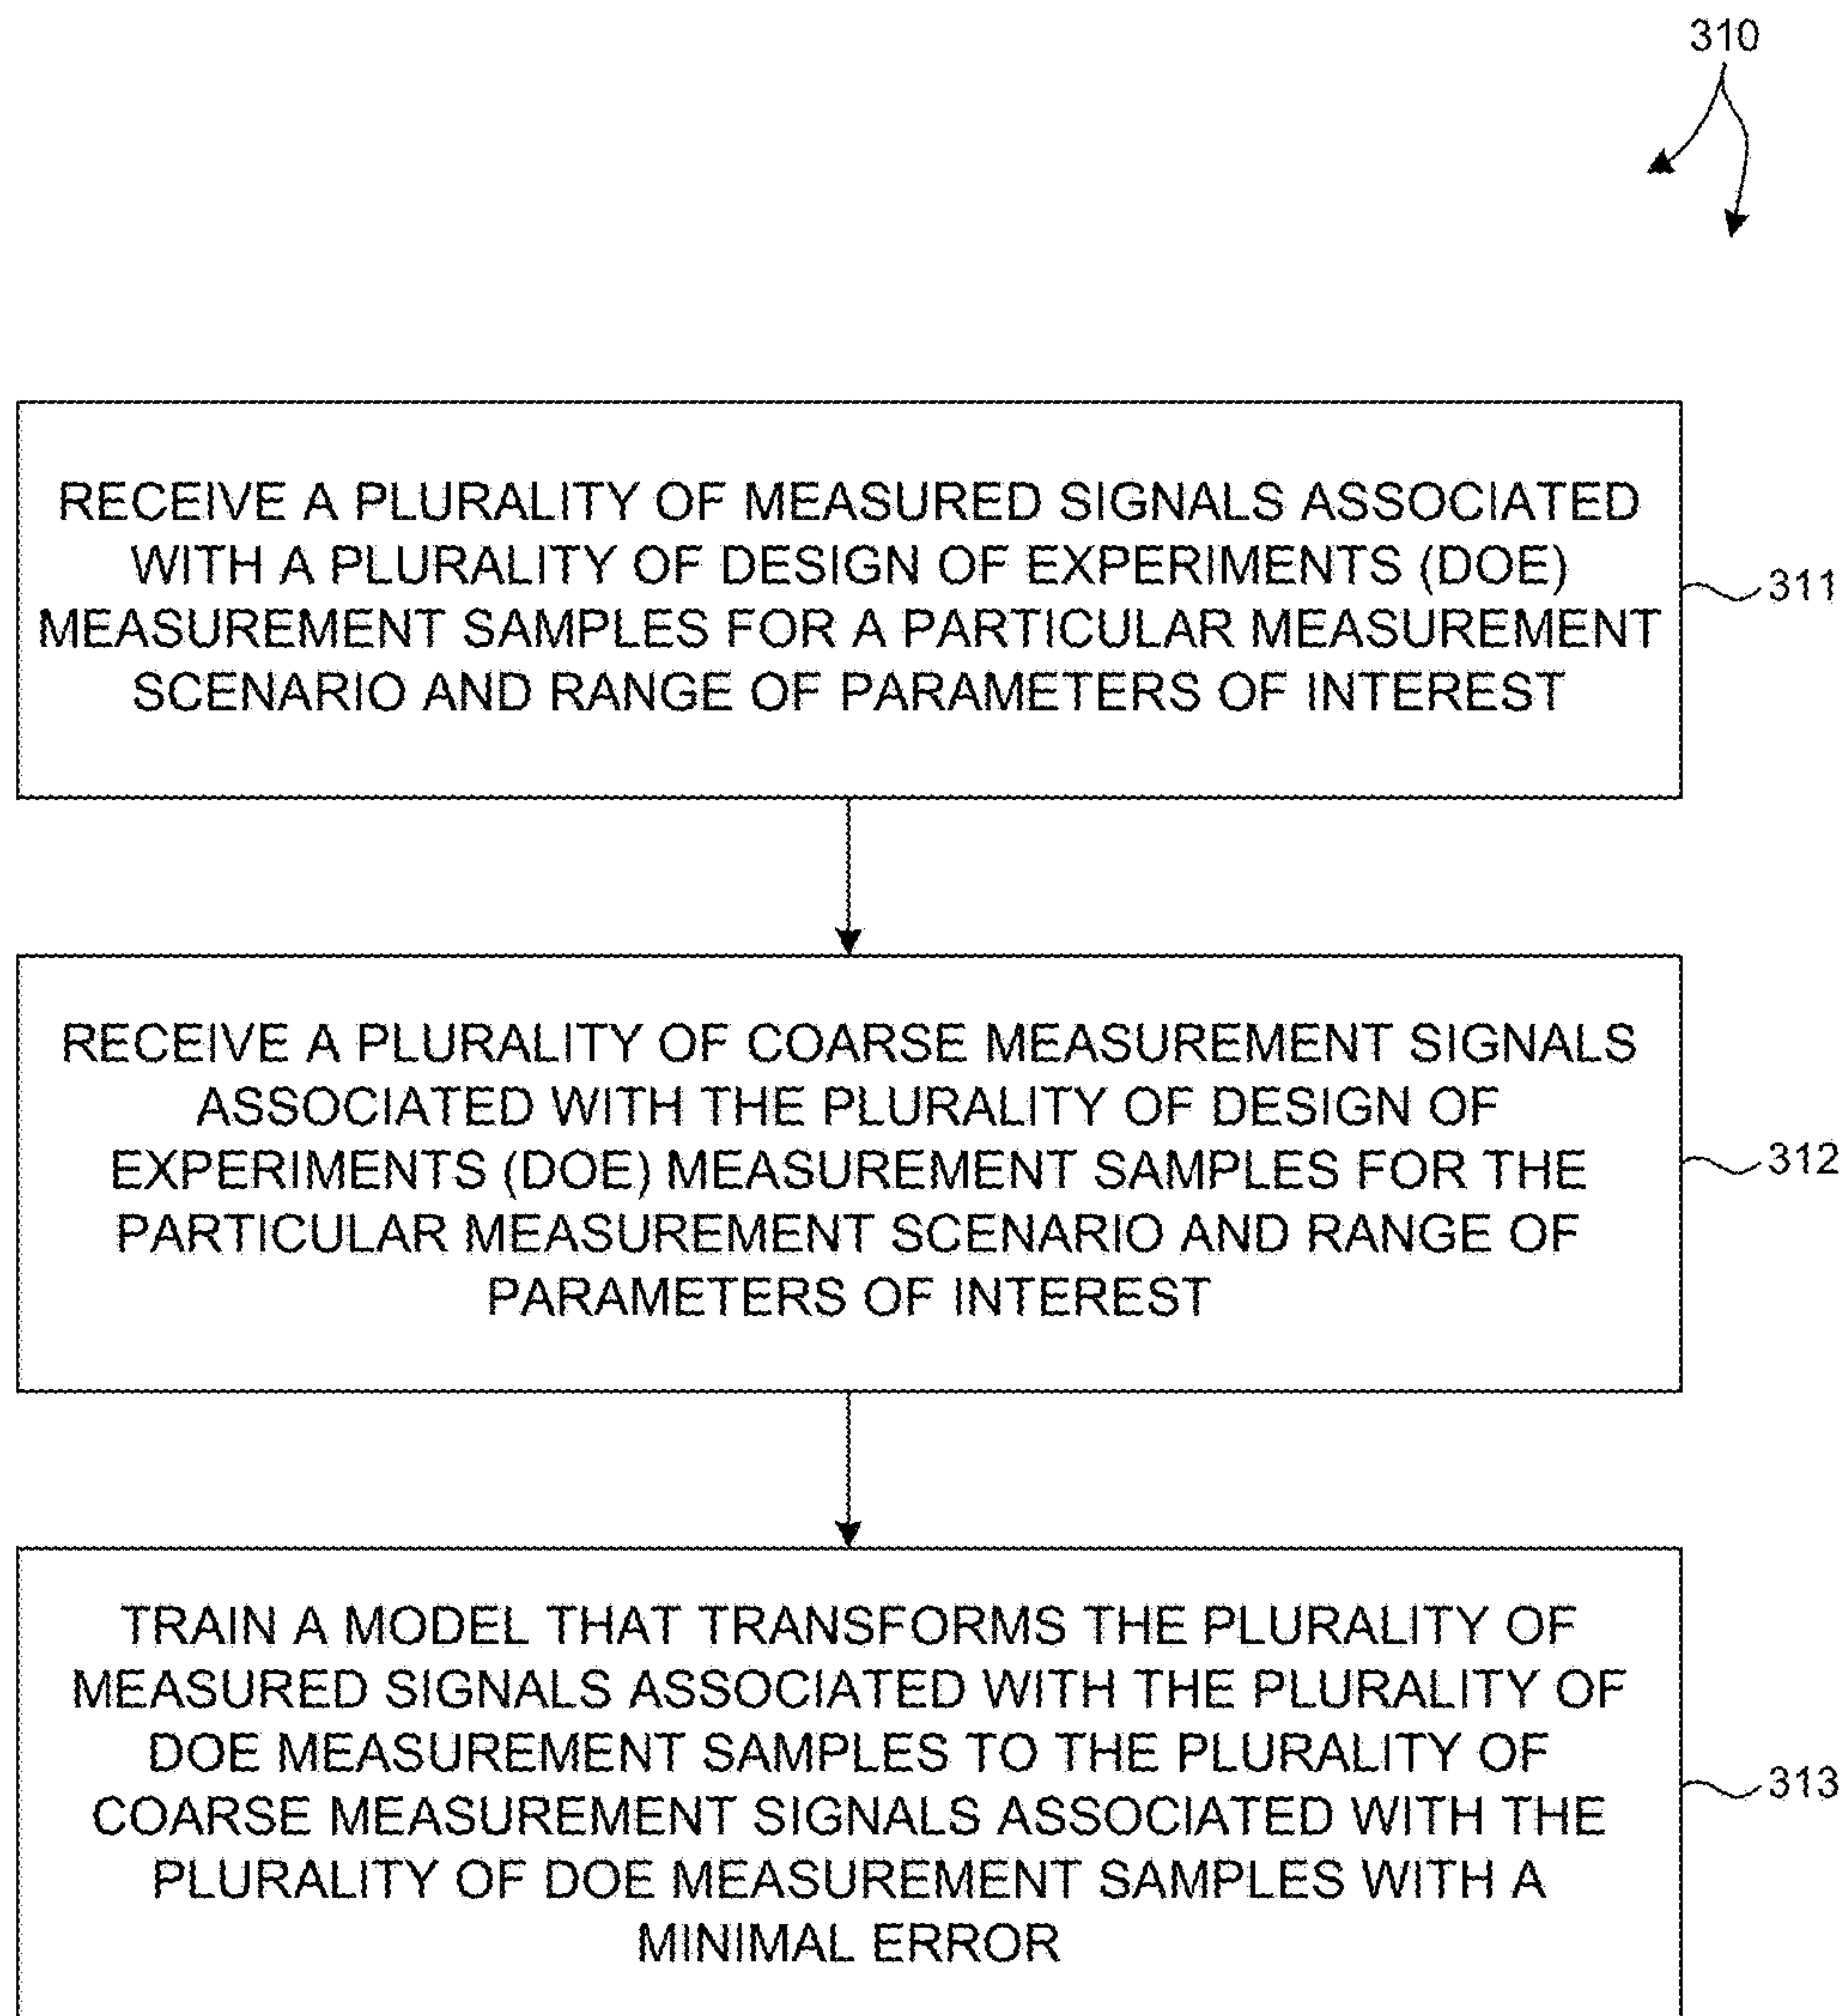 310
RECEIVE A PLURALITY OF MEASURED SIGNALS ASSOCIATED
WITH A PLURALITY OF DESIGN OF EXPERIMENTS (DOE)
MEASUREMENT SAMPLES FOR A PARTICULAR MEASUREMENT
SCENARIO AND RANGE OF PARAMETERS OF INTEREST
311
RECEIVE A PLURALITY OF COARSE MEASUREMENT SIGNALS
ASSOCIATED WITH THE PLURALITY OF DESIGN OF
EXPERIMENTS (DOE) MEASUREMENT SAMPLES FOR THE
PARTICULAR MEASUREMENT SCENARIO AND RANGE OF
PARAMETERS OF INTEREST
312
TRAIN A MODEL THAT TRANSFORMS THE PLURALITY OF
MEASURED SIGNALS ASSOCIATED WITH THE PLURALITY OF
DOE MEASUREMENT SAMPLES TO THE PLURALITY OF
COARSE MEASUREMENT SIGNALS ASSOCIATED WITH THE
PLURALITY OF DOE MEASUREMENT SAMPLES WITH A
MINIMAL ERROR
313